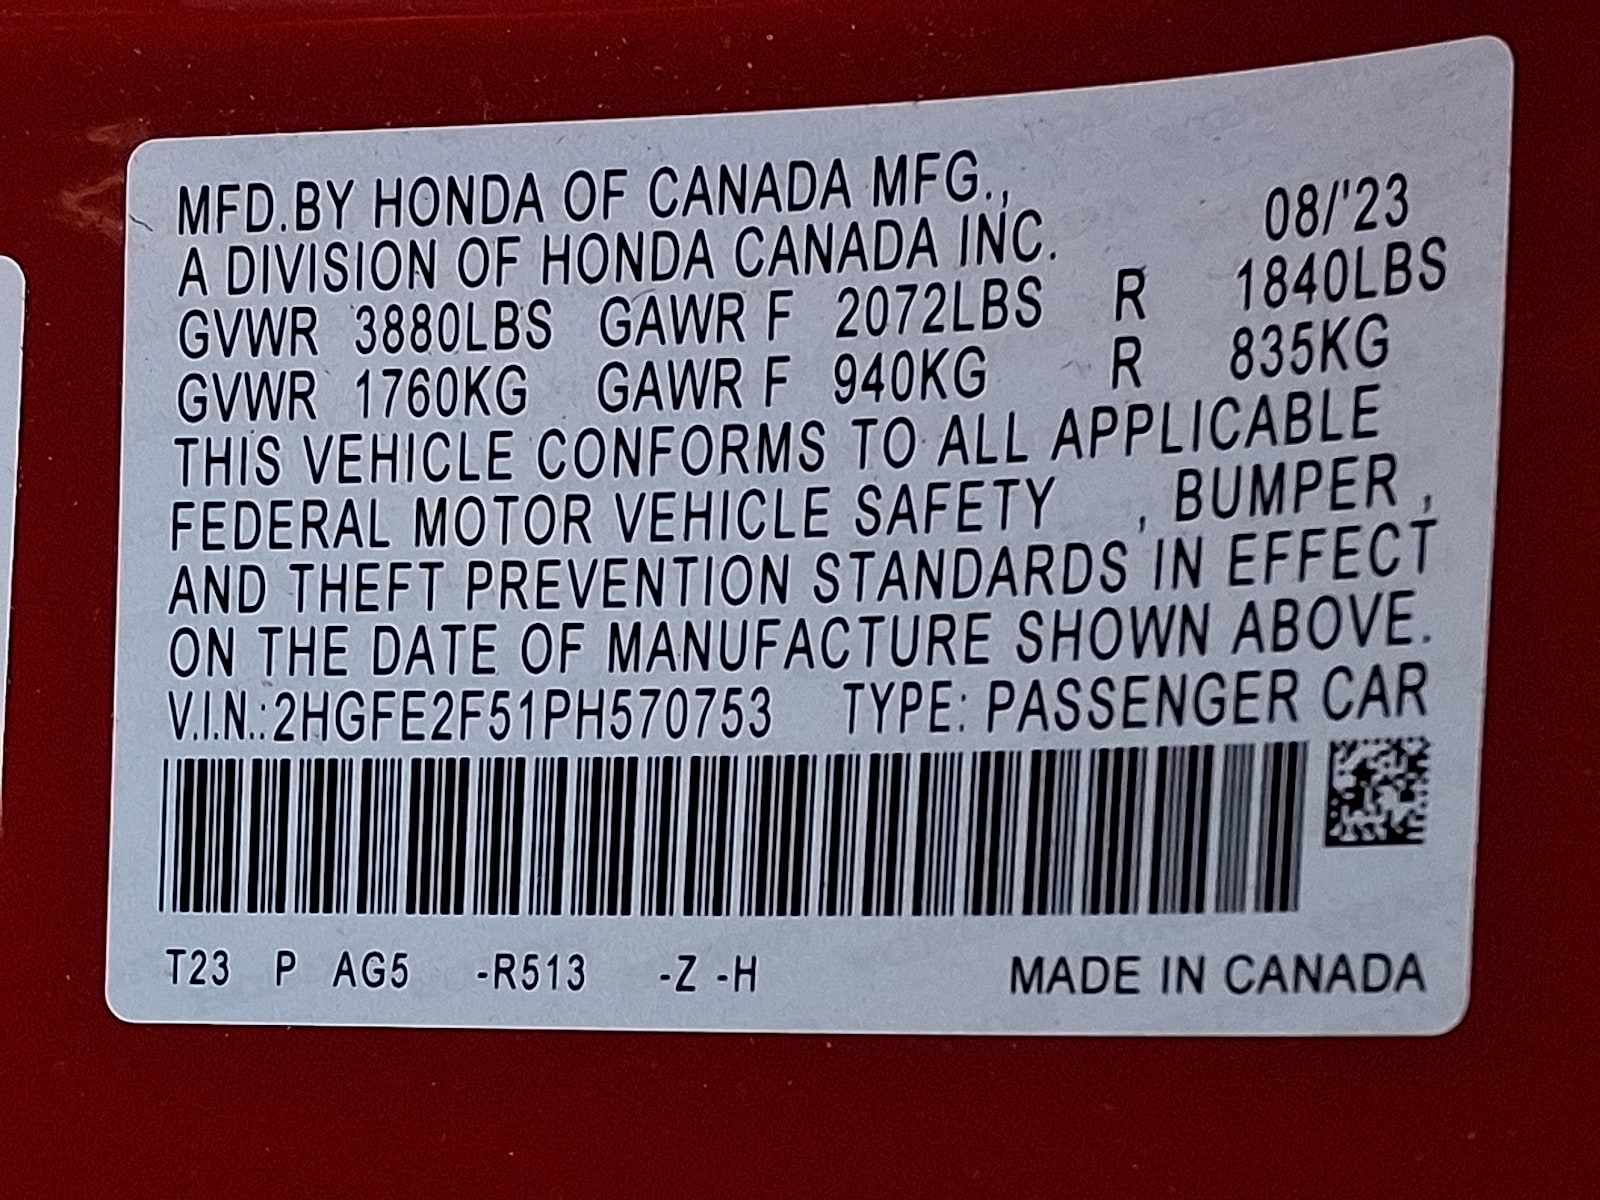 MFD.BY HONDA OF CANADA MFG.,
A DIVISION OF HONDA CANADA INC. 08/'23
GVWR 3880LBS GAWR F 2072LBS R 1840LBS
GVWR 1760KG GAWR F 940KG R 835KG
THIS VEHICLE CONFORMS TO ALL APPLICABLE
FEDERAL MOTOR VEHICLE SAFETY , BUMPER ,
AND THEFT PREVENTION STANDARDS IN EFFECT
ON THE DATE OF MANUFACTURE SHOWN ABOVE.
V.I.N.:2HGFE2F51PH570753 TYPE: PASSENGER CAR
T23 P AG5 -R513 -Z -H MADE IN CANADA